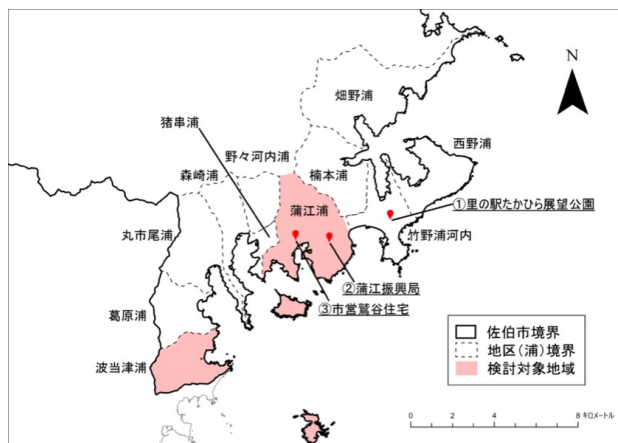 畑野浦
N
猪串浦
西野浦
野々河内浦
楠本浦
森崎浦
①里の駅たかひら展望公園
蒲江浦
丸市尾浦
竹野浦河内
②蒲江振興局
③市営鷲谷住宅
葛原浦
波当津浦
佐伯市境界
地区(浦)境界
検討対象地域
0 2 4 6 8 キロメートル